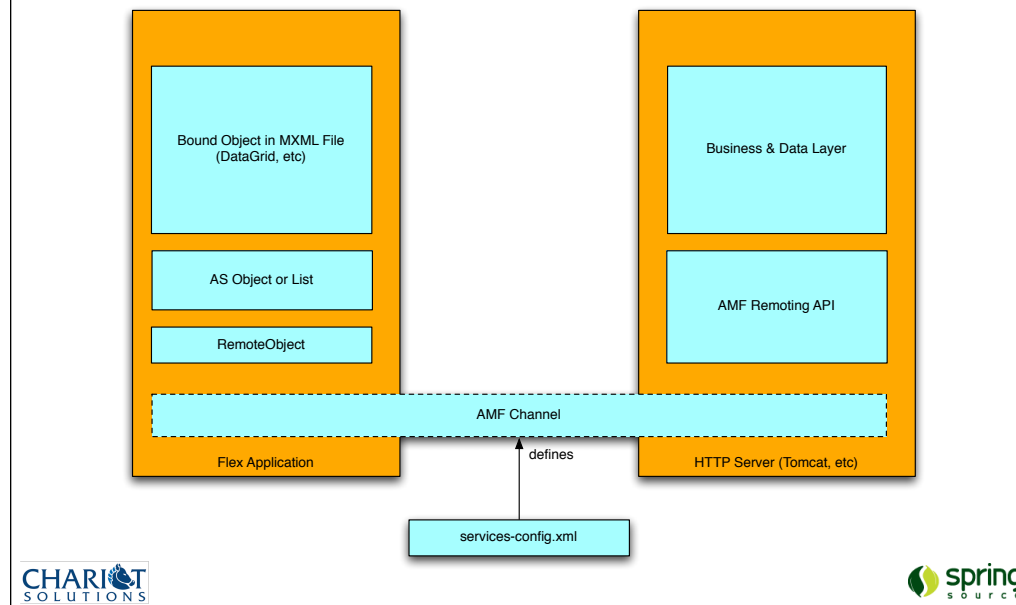 Bound Object in MXML File
(DataGrid, etc)
AS Object or List
RemoteObject
Business & Data Layer
AMF Remoting API
AMF Channel
Flex Application
defines
HTTP Server (Tomcat, etc)
services-config.xml
CHARIOT
SOLUTIONS
spring
source